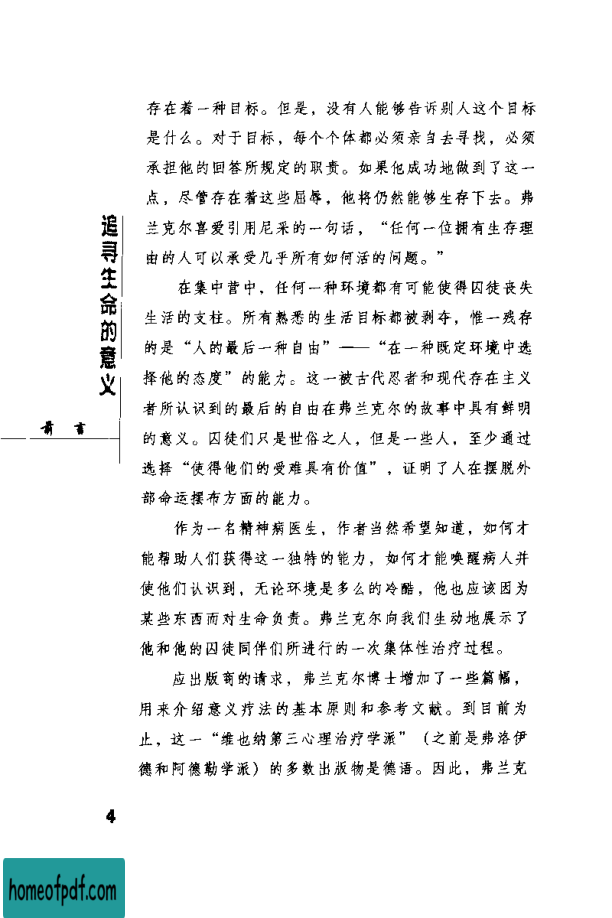 存在着一种目标。但是，没有人能够告诉别人这个目标
是什么。对于目标，每个个体都必须亲自去寻找，必须
承担他的回答所规定的职责。如果他成功地做到了这一
点，尽管存在着这些屈辱，他将仍然能够生存下去。弗
兰克尔喜爱引用尼采的一句话，“任何一位拥有生存理
由的人可以承受几乎所有如何活的问题。”
在集中营中，任何一种环境都有可能使得囚徒丧失
生活的支柱。所有熟悉的生活目标都被剥夺，惟一残存
的是“人的最后一种自由”——“在一种既定环境中选
择他的态度”的能力。这一被古代忍者和现代存在主义
者所认识到的最后的自由在弗兰克尔的故事中具有鲜明
的意义。囚徒们只是世俗之人，但是一些人，至少通过
选择“使得他们的受难具有价值”，证明了人在摆脱外
部命运摆布方面的能力。
作为一名精神病医生，作者当然希望知道，如何才
能帮助人们获得这一独特的能力，如何才能唤醒病人并
使他们认识到，无论环境是多么的冷酷，他也应该因为
某些东西而对生命负责。弗兰克尔向我们生动地展示了
他和他的囚徒同伴们所进行的一次集体性治疗过程。
应出版商的请求，弗兰克尔博士增加了一些篇幅，
用来介绍意义疗法的基本原则和参考文献。到目前为
止，这一“维也纳第三心理治疗学派”（之前是弗洛伊
德和阿德勒学派）的多数出版物是德语。因此，弗兰克
追寻生命的意义
前言
4
homeofpdf.com